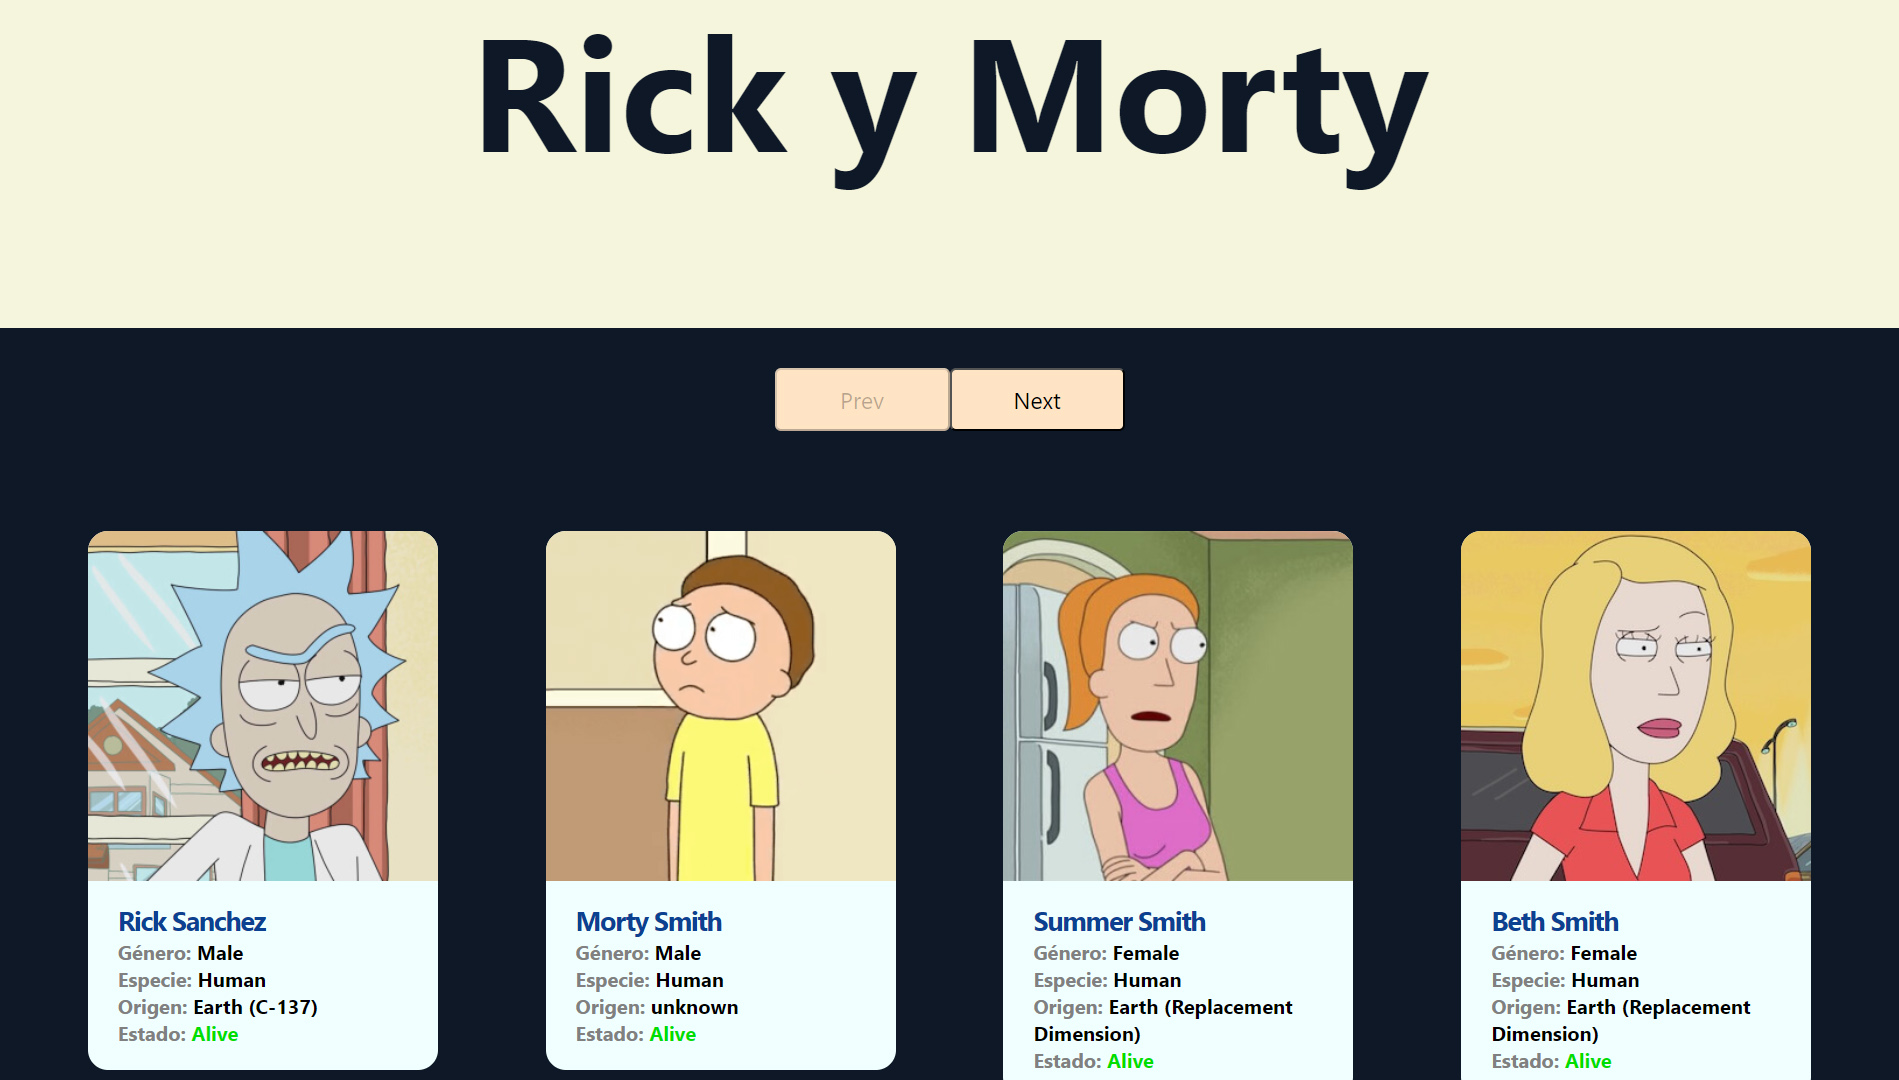 Rick y Morty
Prev
Next
Rick Sanchez
Género: Male
Especie: Human
Origen: Earth (C-137)
Estado: Alive
Morty Smith
Género: Male
Especie: Human
Origen: unknown
Estado: Alive
Summer Smith
Género: Female
Especie: Human
Origen: Earth (Replacement
Dimension)
Estado: Alive
Beth Smith
Género: Female
Especie: Human
Origen: Earth (Replacement
Dimension)
Estado: Alive